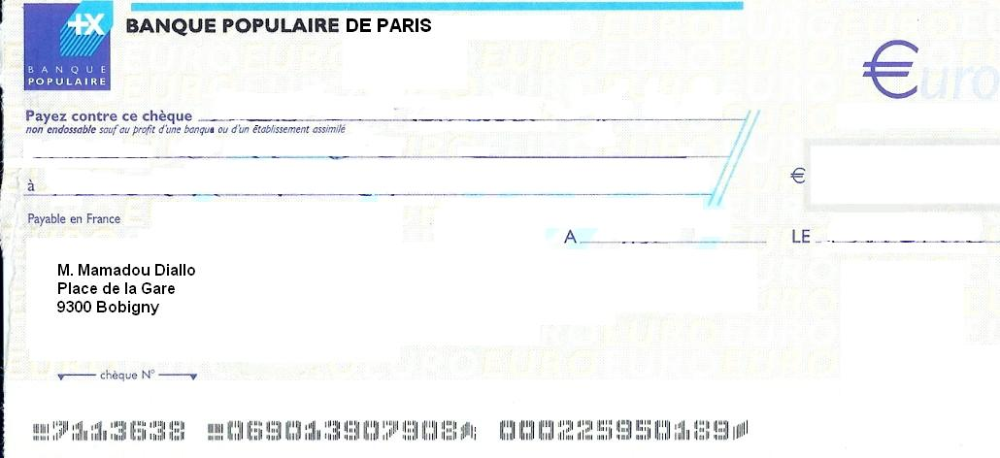 +X
BANQUE POPULAIRE DE PARIS
BANQUE
POPULAIRE
€uro
Payez contre ce chèque
non endossable sauf au profit d'une banque ou d'un établissement assimilé
€
à
Payable en France
A
LE
M. Mamadou Diallo
Place de la Gare
9300 Bobigny
chèque N°
7113638 069013907908 000225950189